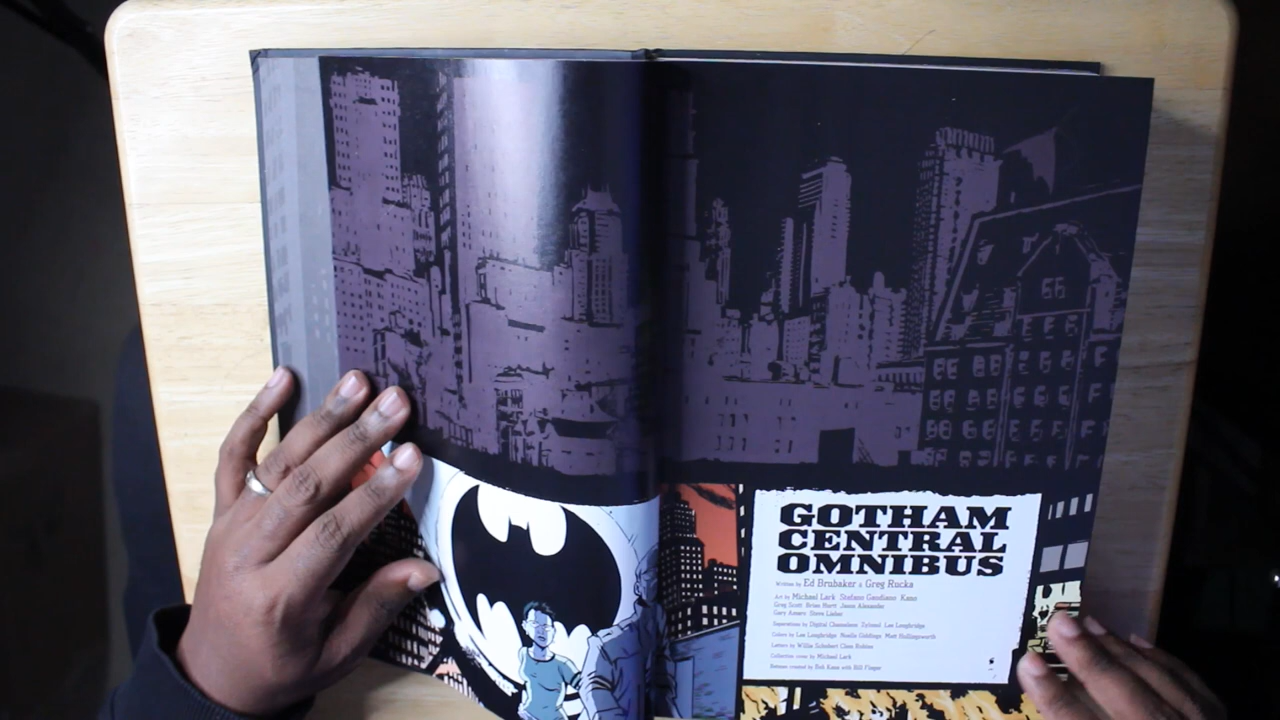 GOTHAM
CENTRAL
OMNIBUS
Written by Ed Brubaker & Greg Rucka
Art by Michael Lark Stefano Gaudiano Kano
Greg Scott Brian Hurtt Jason Alexander
Gary Amaro Steve Lieber
Separations by Digital Chameleon Zylonol Lee Loughridge
Colors by Lee Loughridge Noelle Giddings Matt Hollingsworth
Letters by Willie Schubert Clem Robins
Collection cover by Michael Lark
Batman created by Bob Kane with Bill Finger